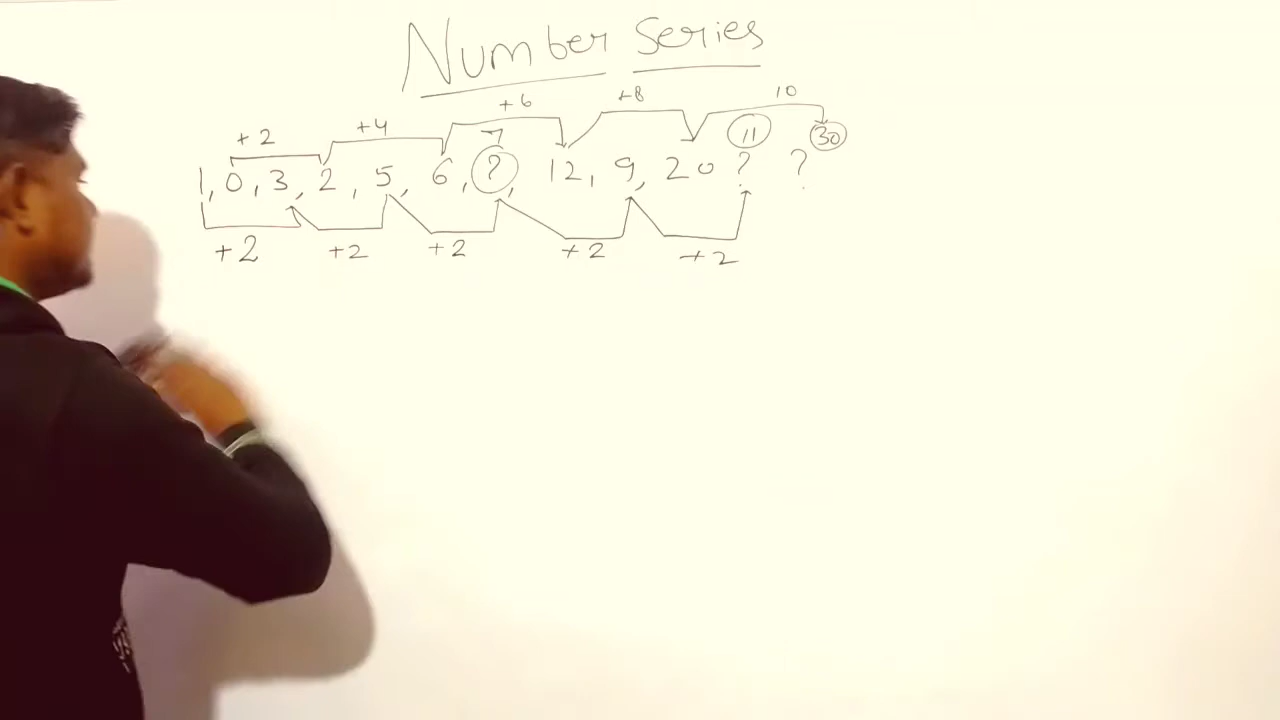 Number Series
+2 +4 +6 +8 10
7 11 30
1, 0, 3, 2, 5, 6, ?, 12, 9, 20 ? ?
+2 +2 +2 +2 +2